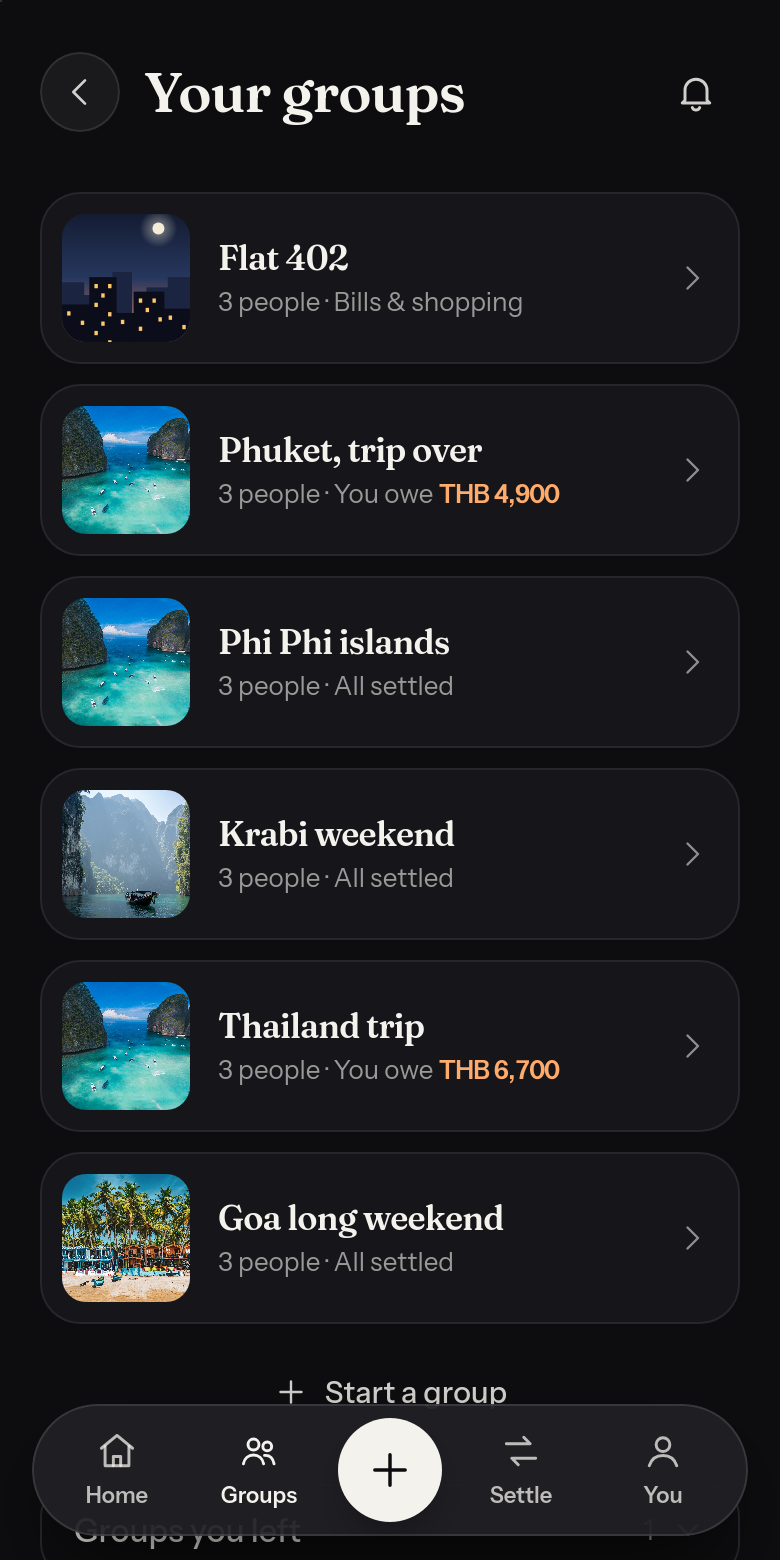 Your groups
Flat 402
3 people · Bills & shopping
Phuket, trip over
3 people · You owe THB 4,900
Phi Phi islands
3 people · All settled
Krabi weekend
3 people · All settled
Thailand trip
3 people · You owe THB 6,700
Goa long weekend
3 people · All settled
Start a group
Home
Groups
Settle
You
Groups you left 1